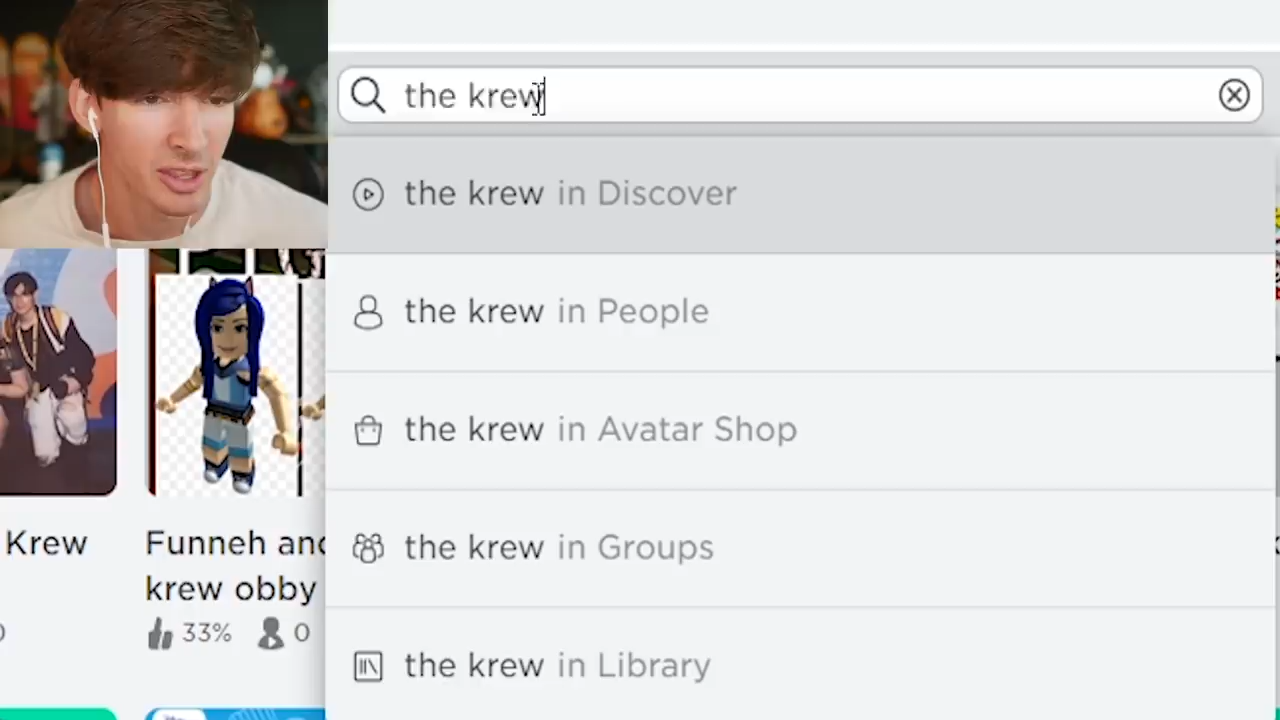 the krew
the krew in Discover
the krew in People
the krew in Avatar Shop
the krew in Groups
the krew in Library
Krew
Funneh and
krew obby
33% 0